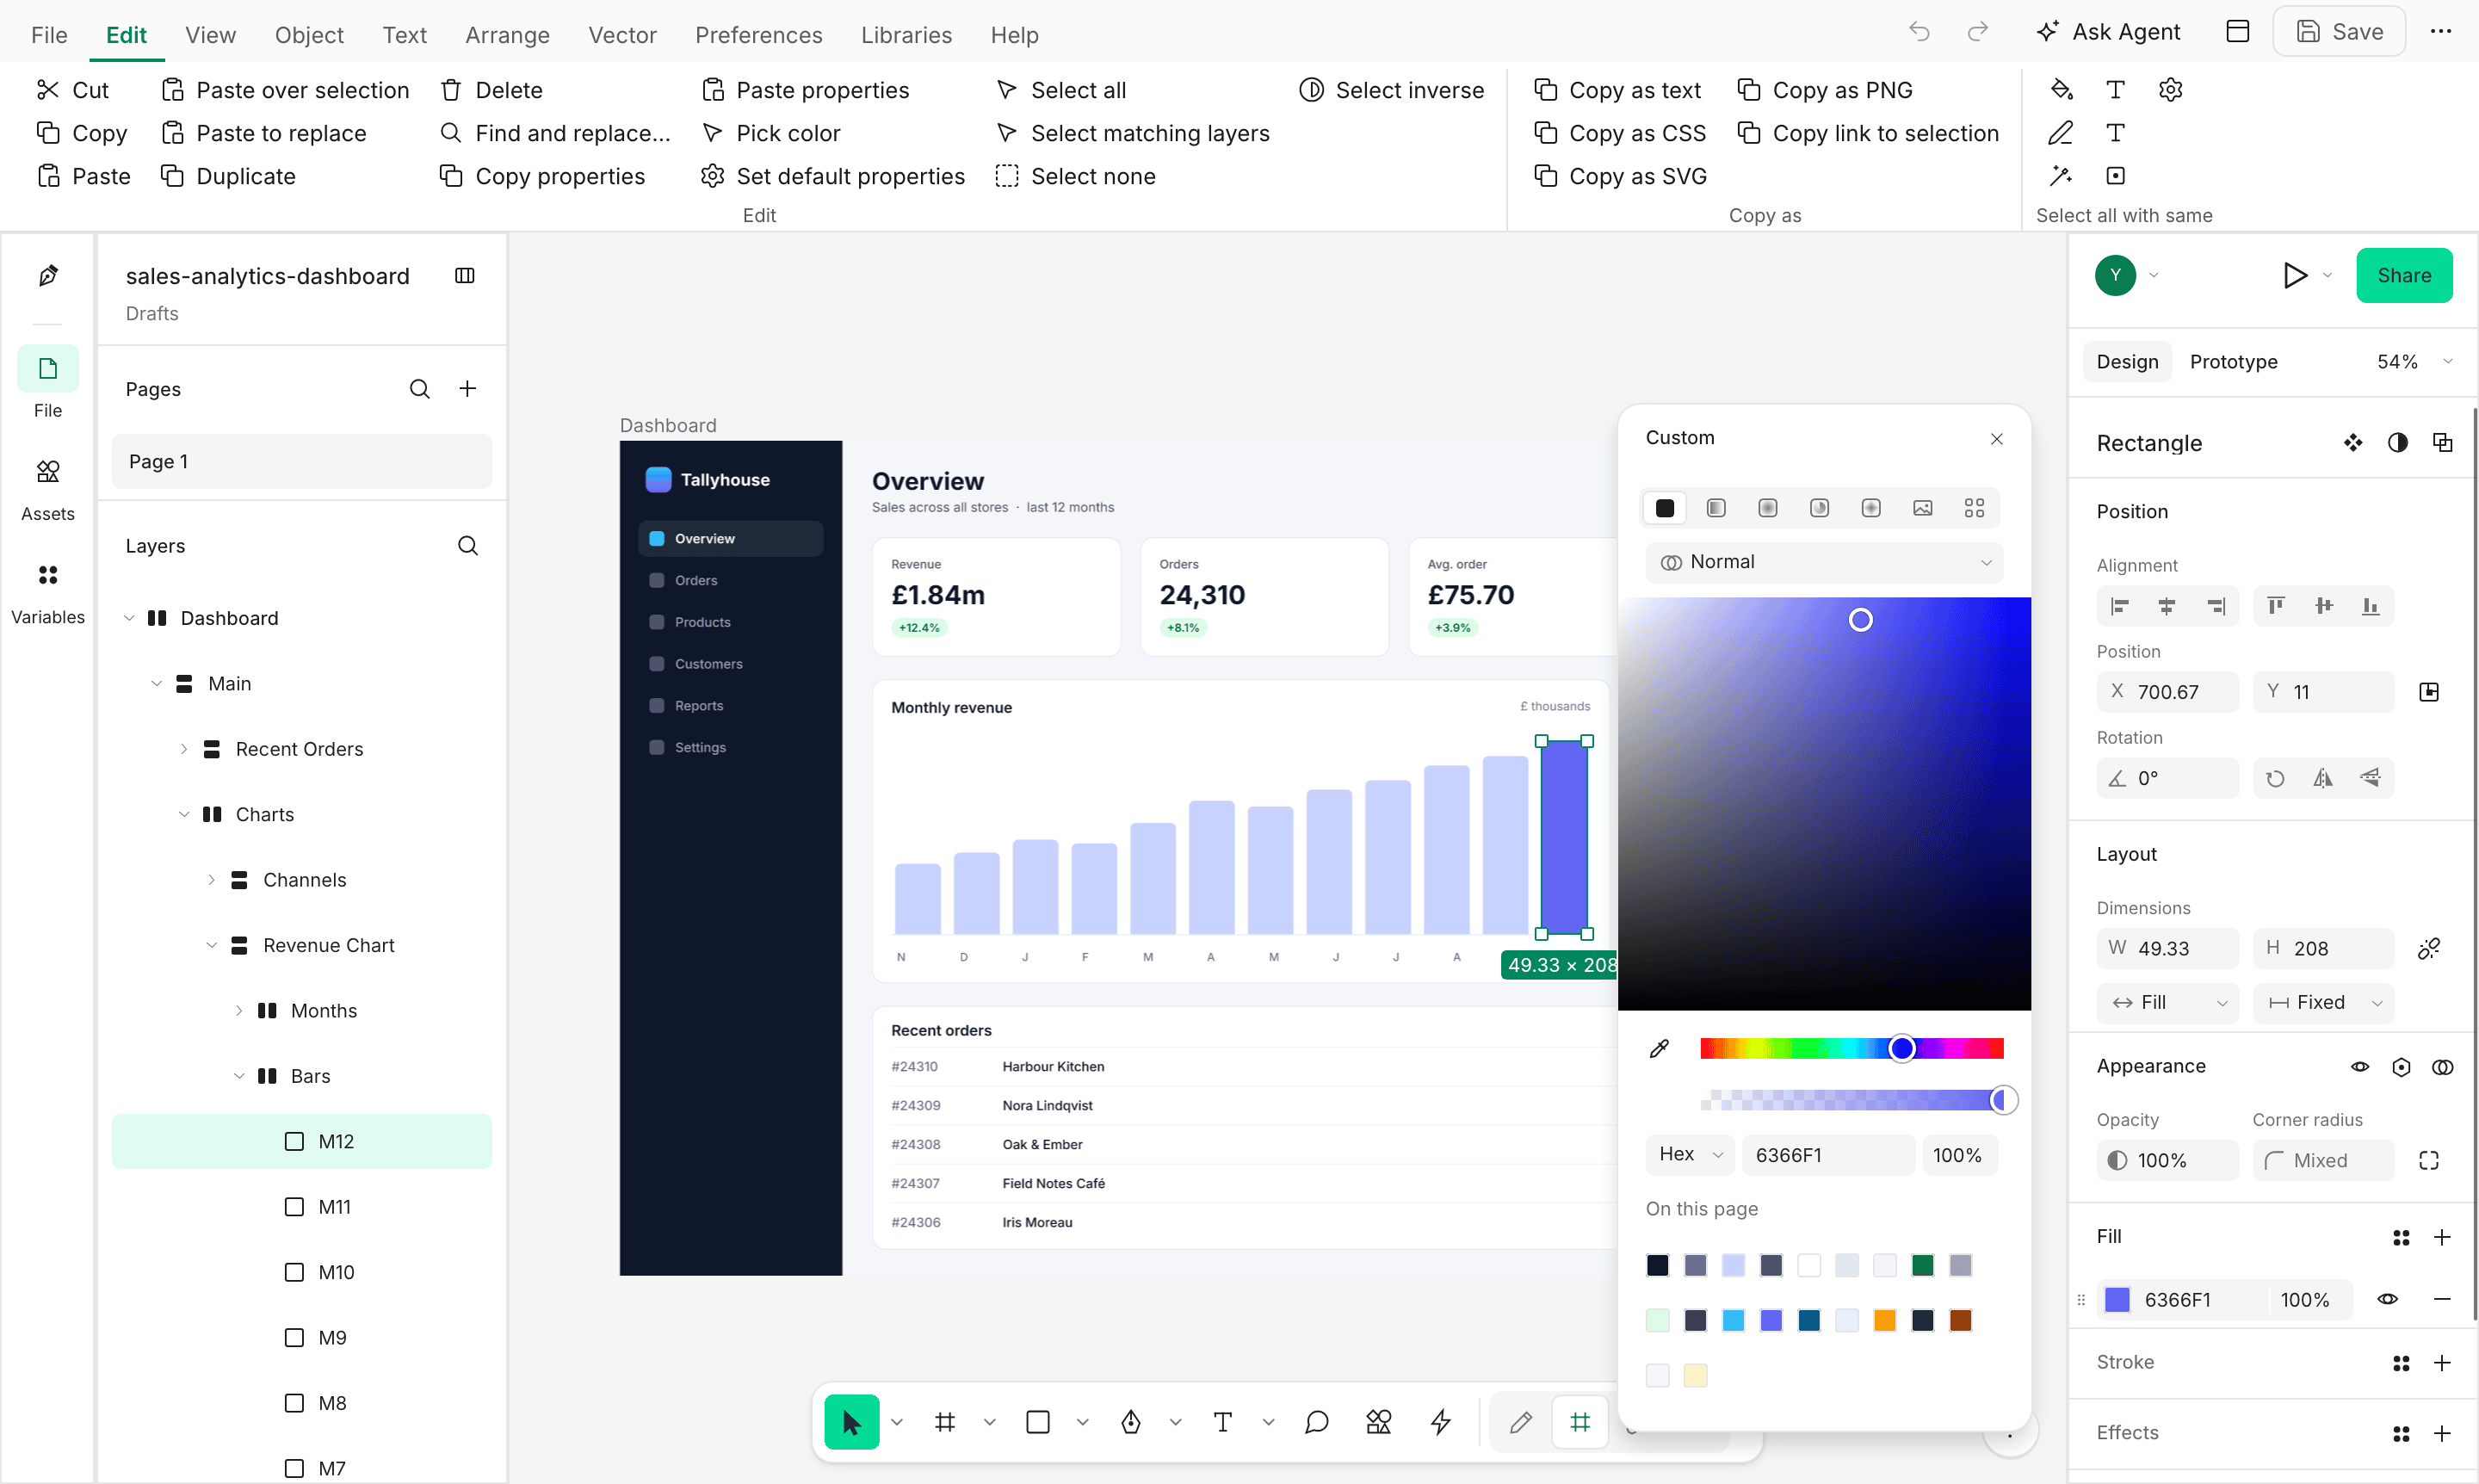 File Edit View Object Text Arrange Vector Preferences Libraries Help
Ask Agent
Save
Cut
Paste over selection
Delete
Paste properties
Select all
Select inverse
Copy as text
Copy as PNG
Copy
Paste to replace
Find and replace...
Pick color
Select matching layers
Copy as CSS
Copy link to selection
Paste
Duplicate
Copy properties
Set default properties
Select none
Copy as SVG
Edit
Copy as
Select all with same
File
Assets
Variables
sales-analytics-dashboard
Drafts
Pages
Page 1
Layers
Dashboard
Main
Recent Orders
Charts
Channels
Revenue Chart
Months
Bars
M12
M11
M10
M9
M8
M7
Dashboard
Tallyhouse
Overview
Orders
Products
Customers
Reports
Settings
Overview
Sales across all stores · last 12 months
Revenue
£1.84m
+12.4%
Orders
24,310
+8.1%
Avg. order
£75.70
+3.9%
Monthly revenue
£ thousands
N D J F M A M J J A
49.33 × 208
Recent orders
#24310 Harbour Kitchen
#24309 Nora Lindqvist
#24308 Oak & Ember
#24307 Field Notes Café
#24306 Iris Moreau
Custom
Normal
Hex 6366F1 100%
On this page
Y
Share
Design Prototype 54%
Rectangle
Position
Alignment
Position
X 700.67 Y 11
Rotation
0°
Layout
Dimensions
W 49.33 H 208
Fill Fixed
Appearance
Opacity Corner radius
100% Mixed
Fill
6366F1 100%
Stroke
Effects